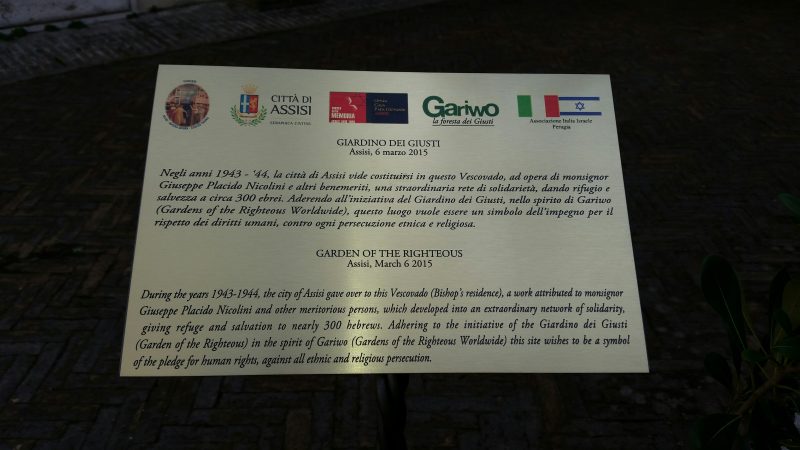 CITTÀ DI
ASSISI
SERAPHICA CIVITAS
MEMORIA
Gariwo
la foresta dei Giusti
Associazione Italia Israele
Perugia
GIARDINO DEI GIUSTI
Assisi, 6 marzo 2015
Negli anni 1943 - '44, la città di Assisi vide costituirsi in questo Vescovado, ad opera di monsignor
Giuseppe Placido Nicolini e altri benemeriti, una straordinaria rete di solidarietà, dando rifugio e
salvezza a circa 300 ebrei. Aderendo all'iniziativa del Giardino dei Giusti, nello spirito di Gariwo
(Gardens of the Righteous Worldwide), questo luogo vuole essere un simbolo dell'impegno per il
rispetto dei diritti umani, contro ogni persecuzione etnica e religiosa.
GARDEN OF THE RIGHTEOUS
Assisi, March 6 2015
During the years 1943-1944, the city of Assisi gave over to this Vescovado (Bishop's residence), a work attributed to monsignor
Giuseppe Placido Nicolini and other meritorious persons, which developed into an extraordinary network of solidarity,
giving refuge and salvation to nearly 300 hebrews. Adhering to the initiative of the Giardino dei Giusti
(Garden of the Righteous) in the spirit of Gariwo (Gardens of the Righteous Worldwide) this site wishes to be a symbol
of the pledge for human rights, against all ethnic and religious persecution.